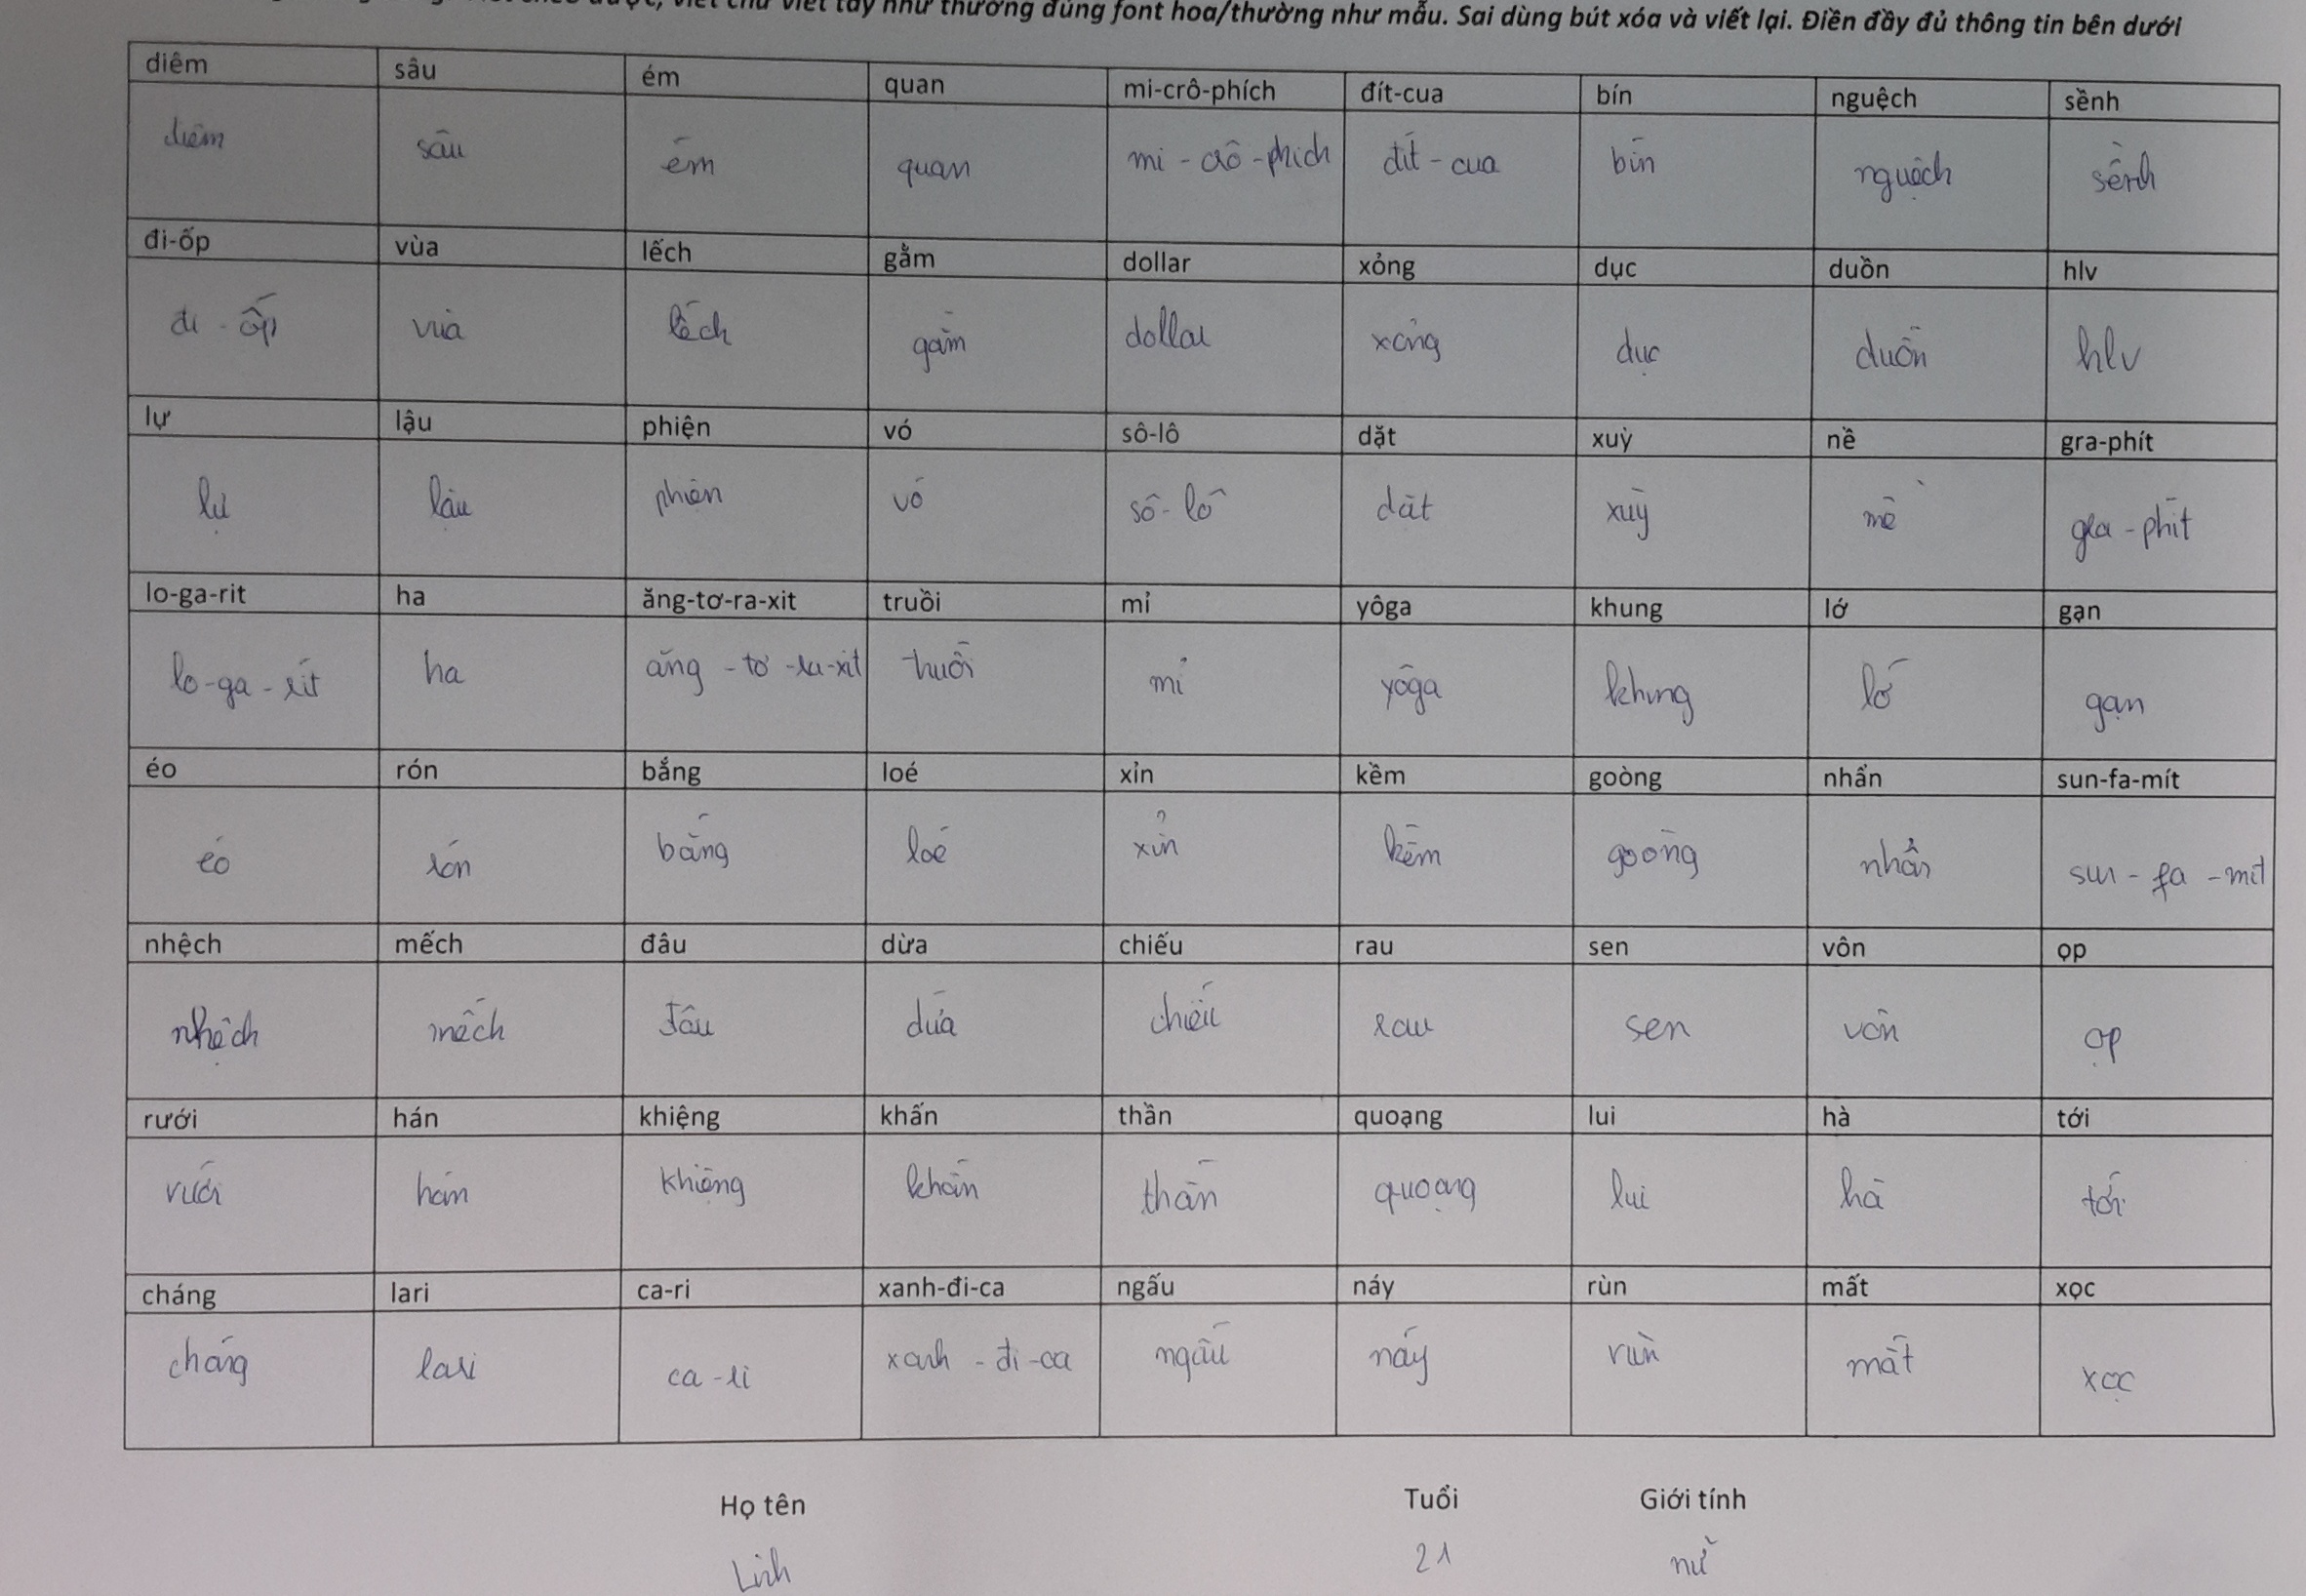 viết chữ viết tay như thường đúng font hoa/thường như mẫu. Sai dùng bút xóa và viết lại. Điền đầy đủ thông tin bên dưới
diêm sâu ém quan mi-crô-phích đít-cua bín nguệch sềnh
diêm sâu ém quan mi - crô - phích đít - cua bín nguệch sềnh
đi-ốp vùa lếch gằm dollar xỏng dục duồn hlv
đi - ốp vùa lếch gằm dollar xỏng dục duồn hlv
lự lậu phiện vó sô-lô dặt xuỳ nề gra-phít
lự lậu phiện vó sô - lô dặt xuỳ nề gra - phít
lo-ga-rit ha ăng-tơ-ra-xit truồi mỉ yôga khung lớ gạn
lo - ga - rit ha ăng - tơ - ra - xit truồi mỉ yôga khung lớ gạn
éo rón bắng loé xỉn kềm goòng nhẩn sun-fa-mít
éo rón bắng loé xỉn kềm goòng nhẩn sun - fa - mít
nhệch mếch đâu dừa chiếu rau sen vôn ọp
nhệch mếch đâu dừa chiếu rau sen vôn ọp
rưới hán khiệng khấn thần quoạng lui hà tới
rưới hán khiệng khấn thần quoạng lui hà tới
cháng lari ca-ri xanh-đi-ca ngấu náy rùn mất xọc
cháng lari ca - ri xanh - đi - ca ngấu náy rùn mất xọc
Họ tên Tuổi Giới tính
Linh 21 nữ